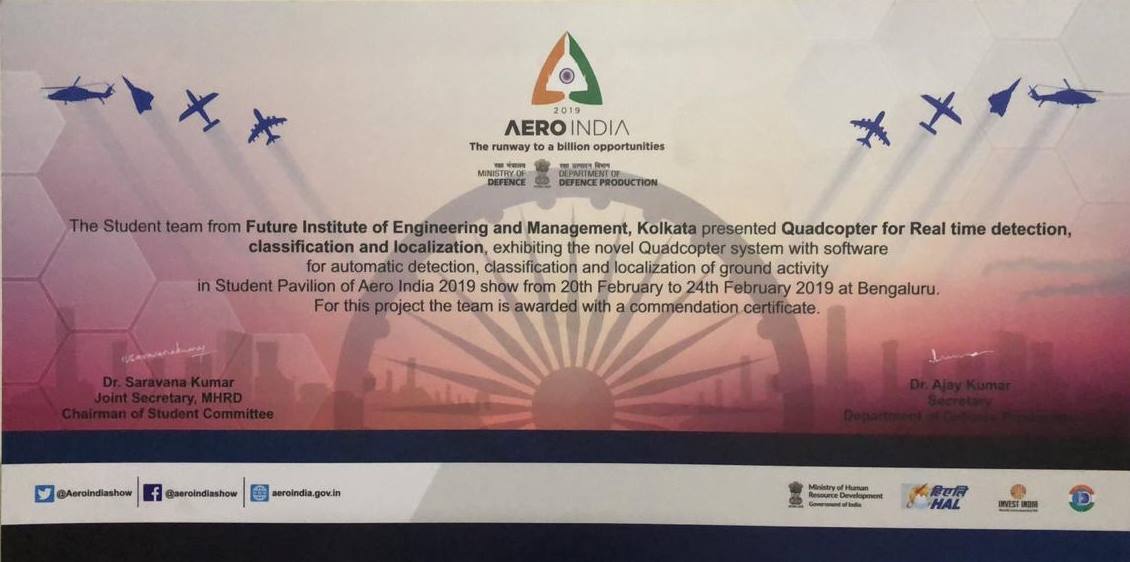 2019
AERO INDIA
The runway to a billion opportunities
रक्षा मंत्रालय
MINISTRY OF
DEFENCE
रक्षा उत्पादन विभाग
DEPARTMENT OF
DEFENCE PRODUCTION
The Student team from Future Institute of Engineering and Management, Kolkata presented Quadcopter for Real time detection,
classification and localization, exhibiting the novel Quadcopter system with software
for automatic detection, classification and localization of ground activity
in Student Pavilion of Aero India 2019 show from 20th February to 24th February 2019 at Bengaluru.
For this project the team is awarded with a commendation certificate.
Dr. Saravana Kumar
Joint Secretary, MHRD
Chairman of Student Committee
Dr. Ajay Kumar
Secretary
Department of Defence
@Aeroindiashow
@aeroindiashow
aeroindia.gov.in
Ministry of Human
Resource Development
Government of India
हिएलि
HAL
INVEST INDIA